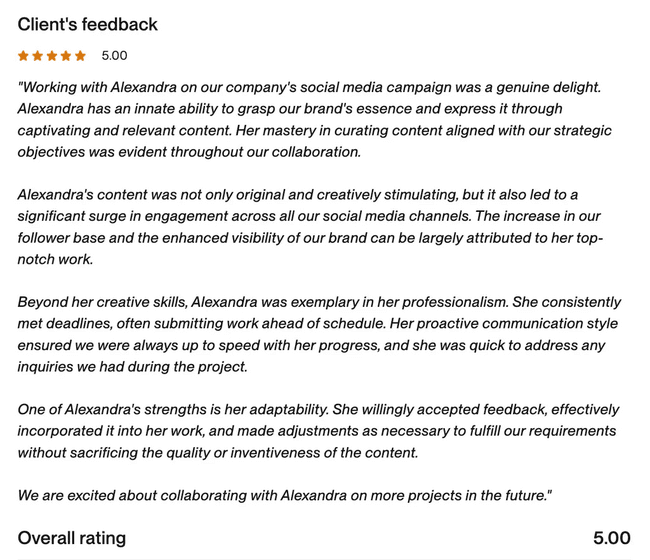 Client's feedback
5.00
"Working with Alexandra on our company's social media campaign was a genuine delight.
Alexandra has an innate ability to grasp our brand's essence and express it through
captivating and relevant content. Her mastery in curating content aligned with our strategic
objectives was evident throughout our collaboration.
Alexandra's content was not only original and creatively stimulating, but it also led to a
significant surge in engagement across all our social media channels. The increase in our
follower base and the enhanced visibility of our brand can be largely attributed to her top-
notch work.
Beyond her creative skills, Alexandra was exemplary in her professionalism. She consistently
met deadlines, often submitting work ahead of schedule. Her proactive communication style
ensured we were always up to speed with her progress, and she was quick to address any
inquiries we had during the project.
One of Alexandra's strengths is her adaptability. She willingly accepted feedback, effectively
incorporated it into her work, and made adjustments as necessary to fulfill our requirements
without sacrificing the quality or inventiveness of the content.
We are excited about collaborating with Alexandra on more projects in the future."
Overall rating 5.00